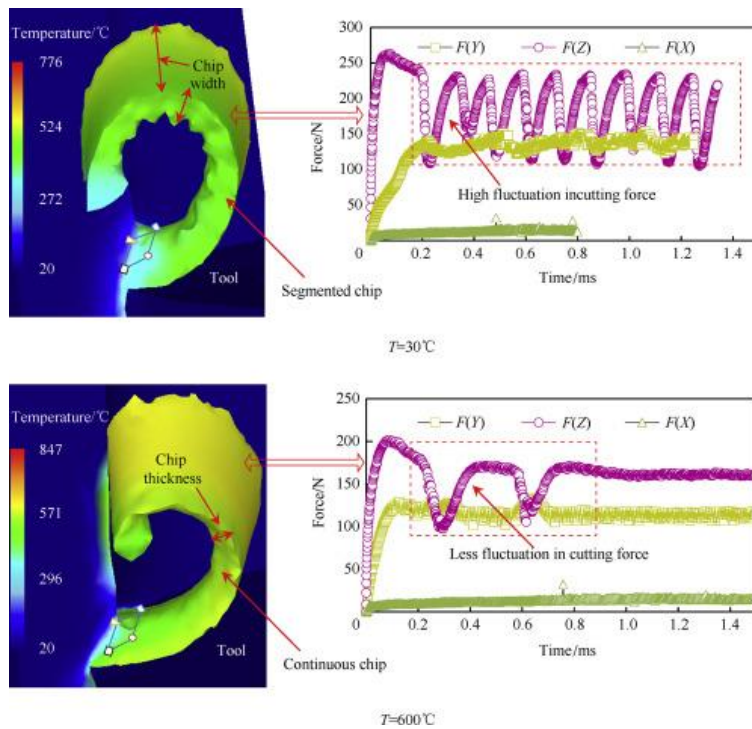 Temperature/℃
776
524
272
20
Chip
width
Tool
Segmented chip
Force/N
300
250
200
150
100
50
0
F(Y)
F(Z)
F(X)
High fluctuation incutting force
0.2 0.4 0.6 0.8 1.0 1.2 1.4
Time/ms
T=30℃
Temperature/℃
847
571
296
20
Chip
thickness
Tool
Continuous chip
Force/N
250
200
150
100
50
0
F(Y)
F(Z)
F(X)
Less fluctuation in cutting force
0.2 0.4 0.6 0.8 1.0 1.2 1.4
Time/ms
T=600℃